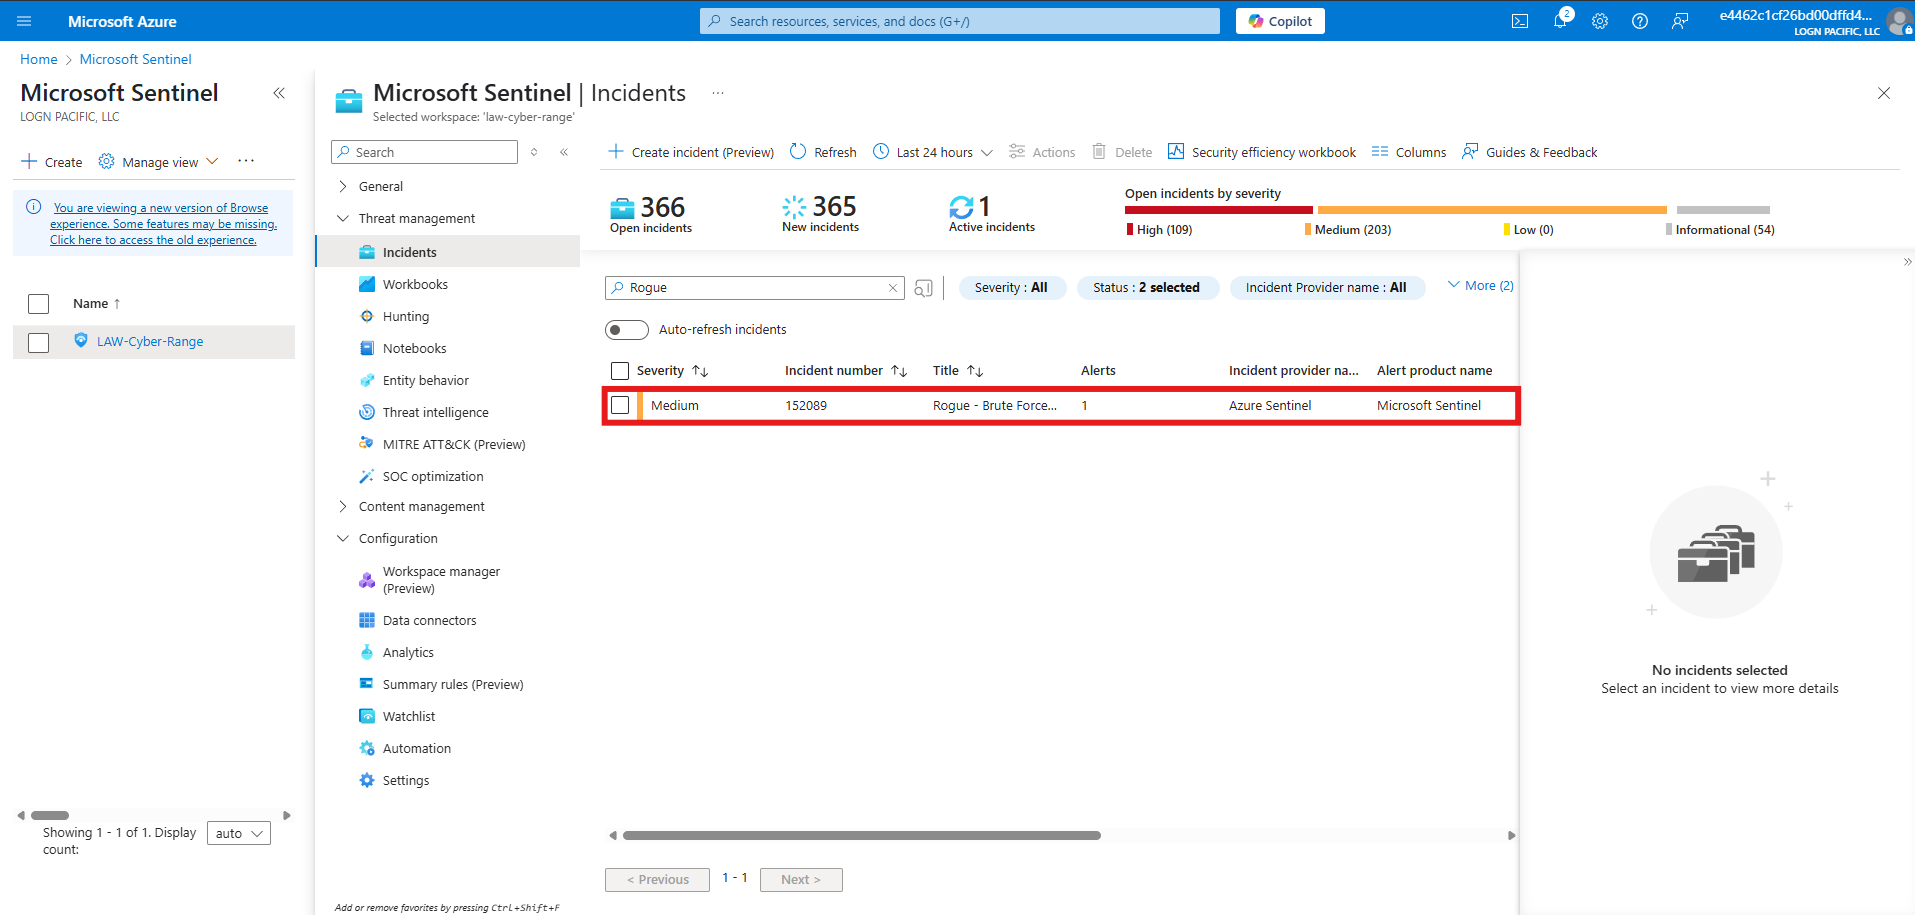 Microsoft Azure
Search resources, services, and docs (G+/)
Copilot
2
e4462c1cf26bd00dffd4...
LOGN PACIFIC, LLC
Home > Microsoft Sentinel
Microsoft Sentinel
LOGN PACIFIC, LLC
Create
Manage view
...
You are viewing a new version of Browse
experience. Some features may be missing.
Click here to access the old experience.
Name ↑
LAW-Cyber-Range
Showing 1 - 1 of 1. Display
count:
auto
Microsoft Sentinel | Incidents
...
Selected workspace: 'law-cyber-range'
Search
General
Threat management
Incidents
Workbooks
Hunting
Notebooks
Entity behavior
Threat intelligence
MITRE ATT&CK (Preview)
SOC optimization
Content management
Configuration
Workspace manager
(Preview)
Data connectors
Analytics
Summary rules (Preview)
Watchlist
Automation
Settings
Add or remove favorites by pressing Ctrl+Shift+F
Create incident (Preview)
Refresh
Last 24 hours
Actions
Delete
Security efficiency workbook
Columns
Guides & Feedback
366
Open incidents
365
New incidents
1
Active incidents
Open incidents by severity
High (109)
Medium (203)
Low (0)
Informational (54)
Rogue
Severity : All
Status : 2 selected
Incident Provider name : All
More (2)
Auto-refresh incidents
Severity ↑↓ Incident number ↑↓ Title ↑↓ Alerts Incident provider na... Alert product name
Medium 152089 Rogue - Brute Force... 1 Azure Sentinel Microsoft Sentinel
< Previous
1 - 1
Next >
No incidents selected
Select an incident to view more details